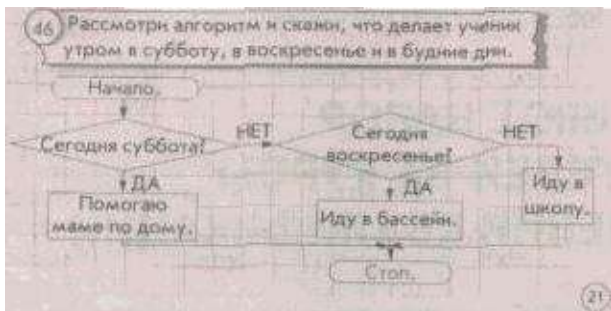 46 Рассмотри алгоритм и скажи, что делает ученик
утром в субботу, в воскресенье и в будние дни.
Начало.
Сегодня суббота?
НЕТ
Сегодня
воскресенье?
НЕТ
ДА
Помогаю
маме по дому.
ДА
Иду в бассейн.
Иду в
школу.
Стоп.
21